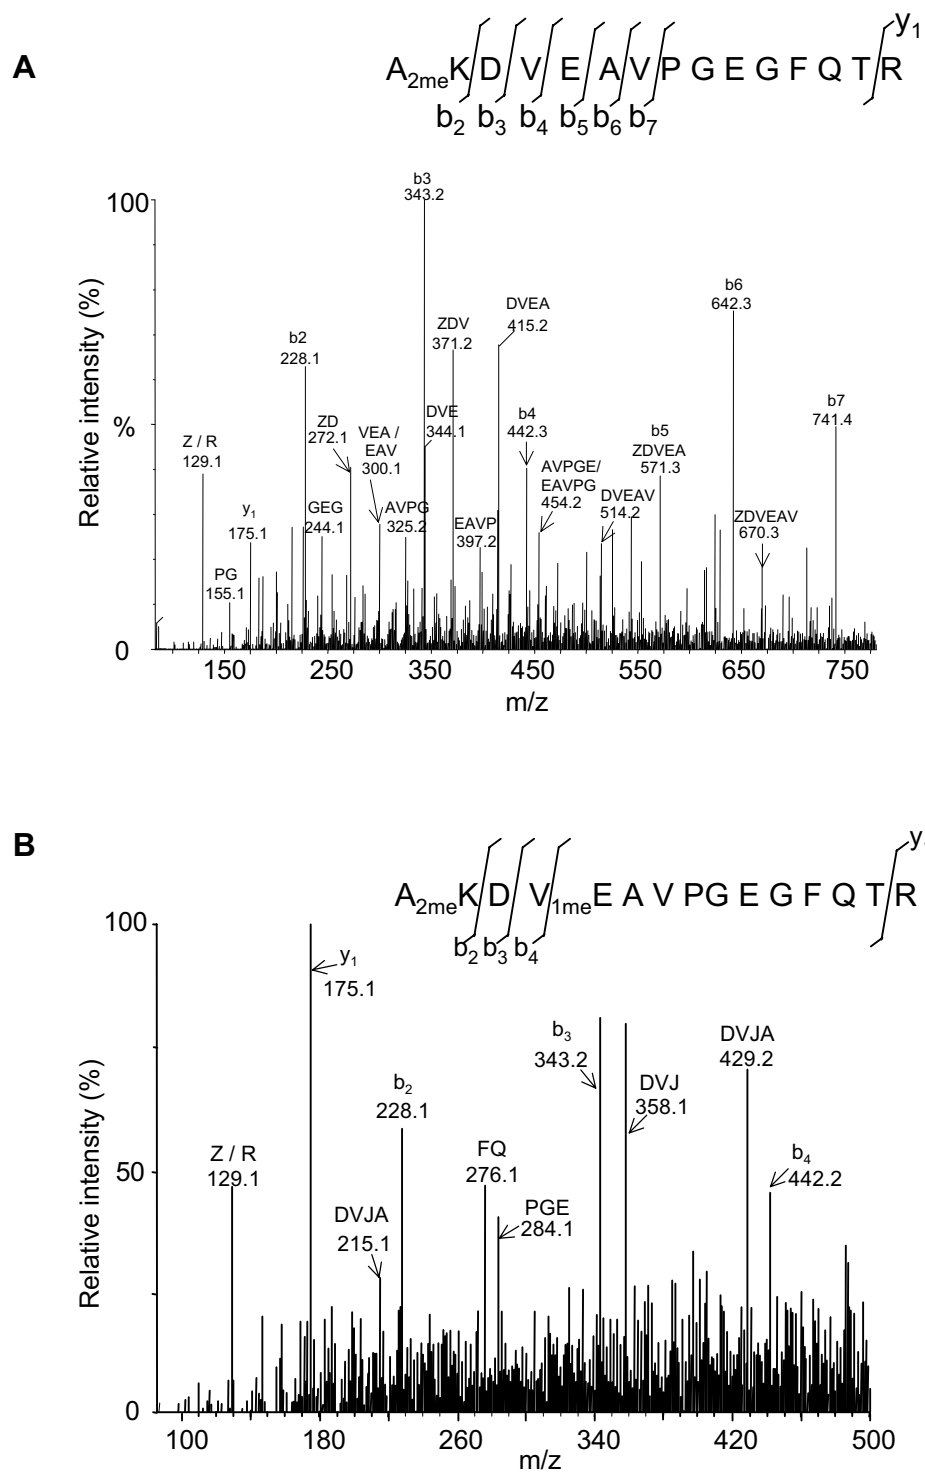 A
A2meK D V E A V P G E G F Q T R
y1
b2 b3 b4 b5 b6 b7
Relative intensity (%)
100
%
0
b3
343.2
b6
642.3
DVEA
415.2
ZDV
371.2
b2
228.1
b7
741.4
DVE
344.1
ZD
272.1
VEA /
EAV
300.1
b4
442.3
b5
ZDVEA
571.3
Z / R
129.1
AVPGE/
EAVPG
454.2
DVEAV
514.2
y1
175.1
GEG
244.1
AVPG
325.2
EAVP
397.2
ZDVEAV
670.3
PG
155.1
150 250 350 450 550 650 750
m/z
B
A2meK D V1meE A V P G E G F Q T R
y
b2 b3 b4
Relative intensity (%)
100
50
0
y1
175.1
b3
343.2
DVJA
429.2
b2
228.1
DVJ
358.1
Z / R
129.1
FQ
276.1
b4
442.2
PGE
284.1
DVJA
215.1
100 180 260 340 420 500
m/z